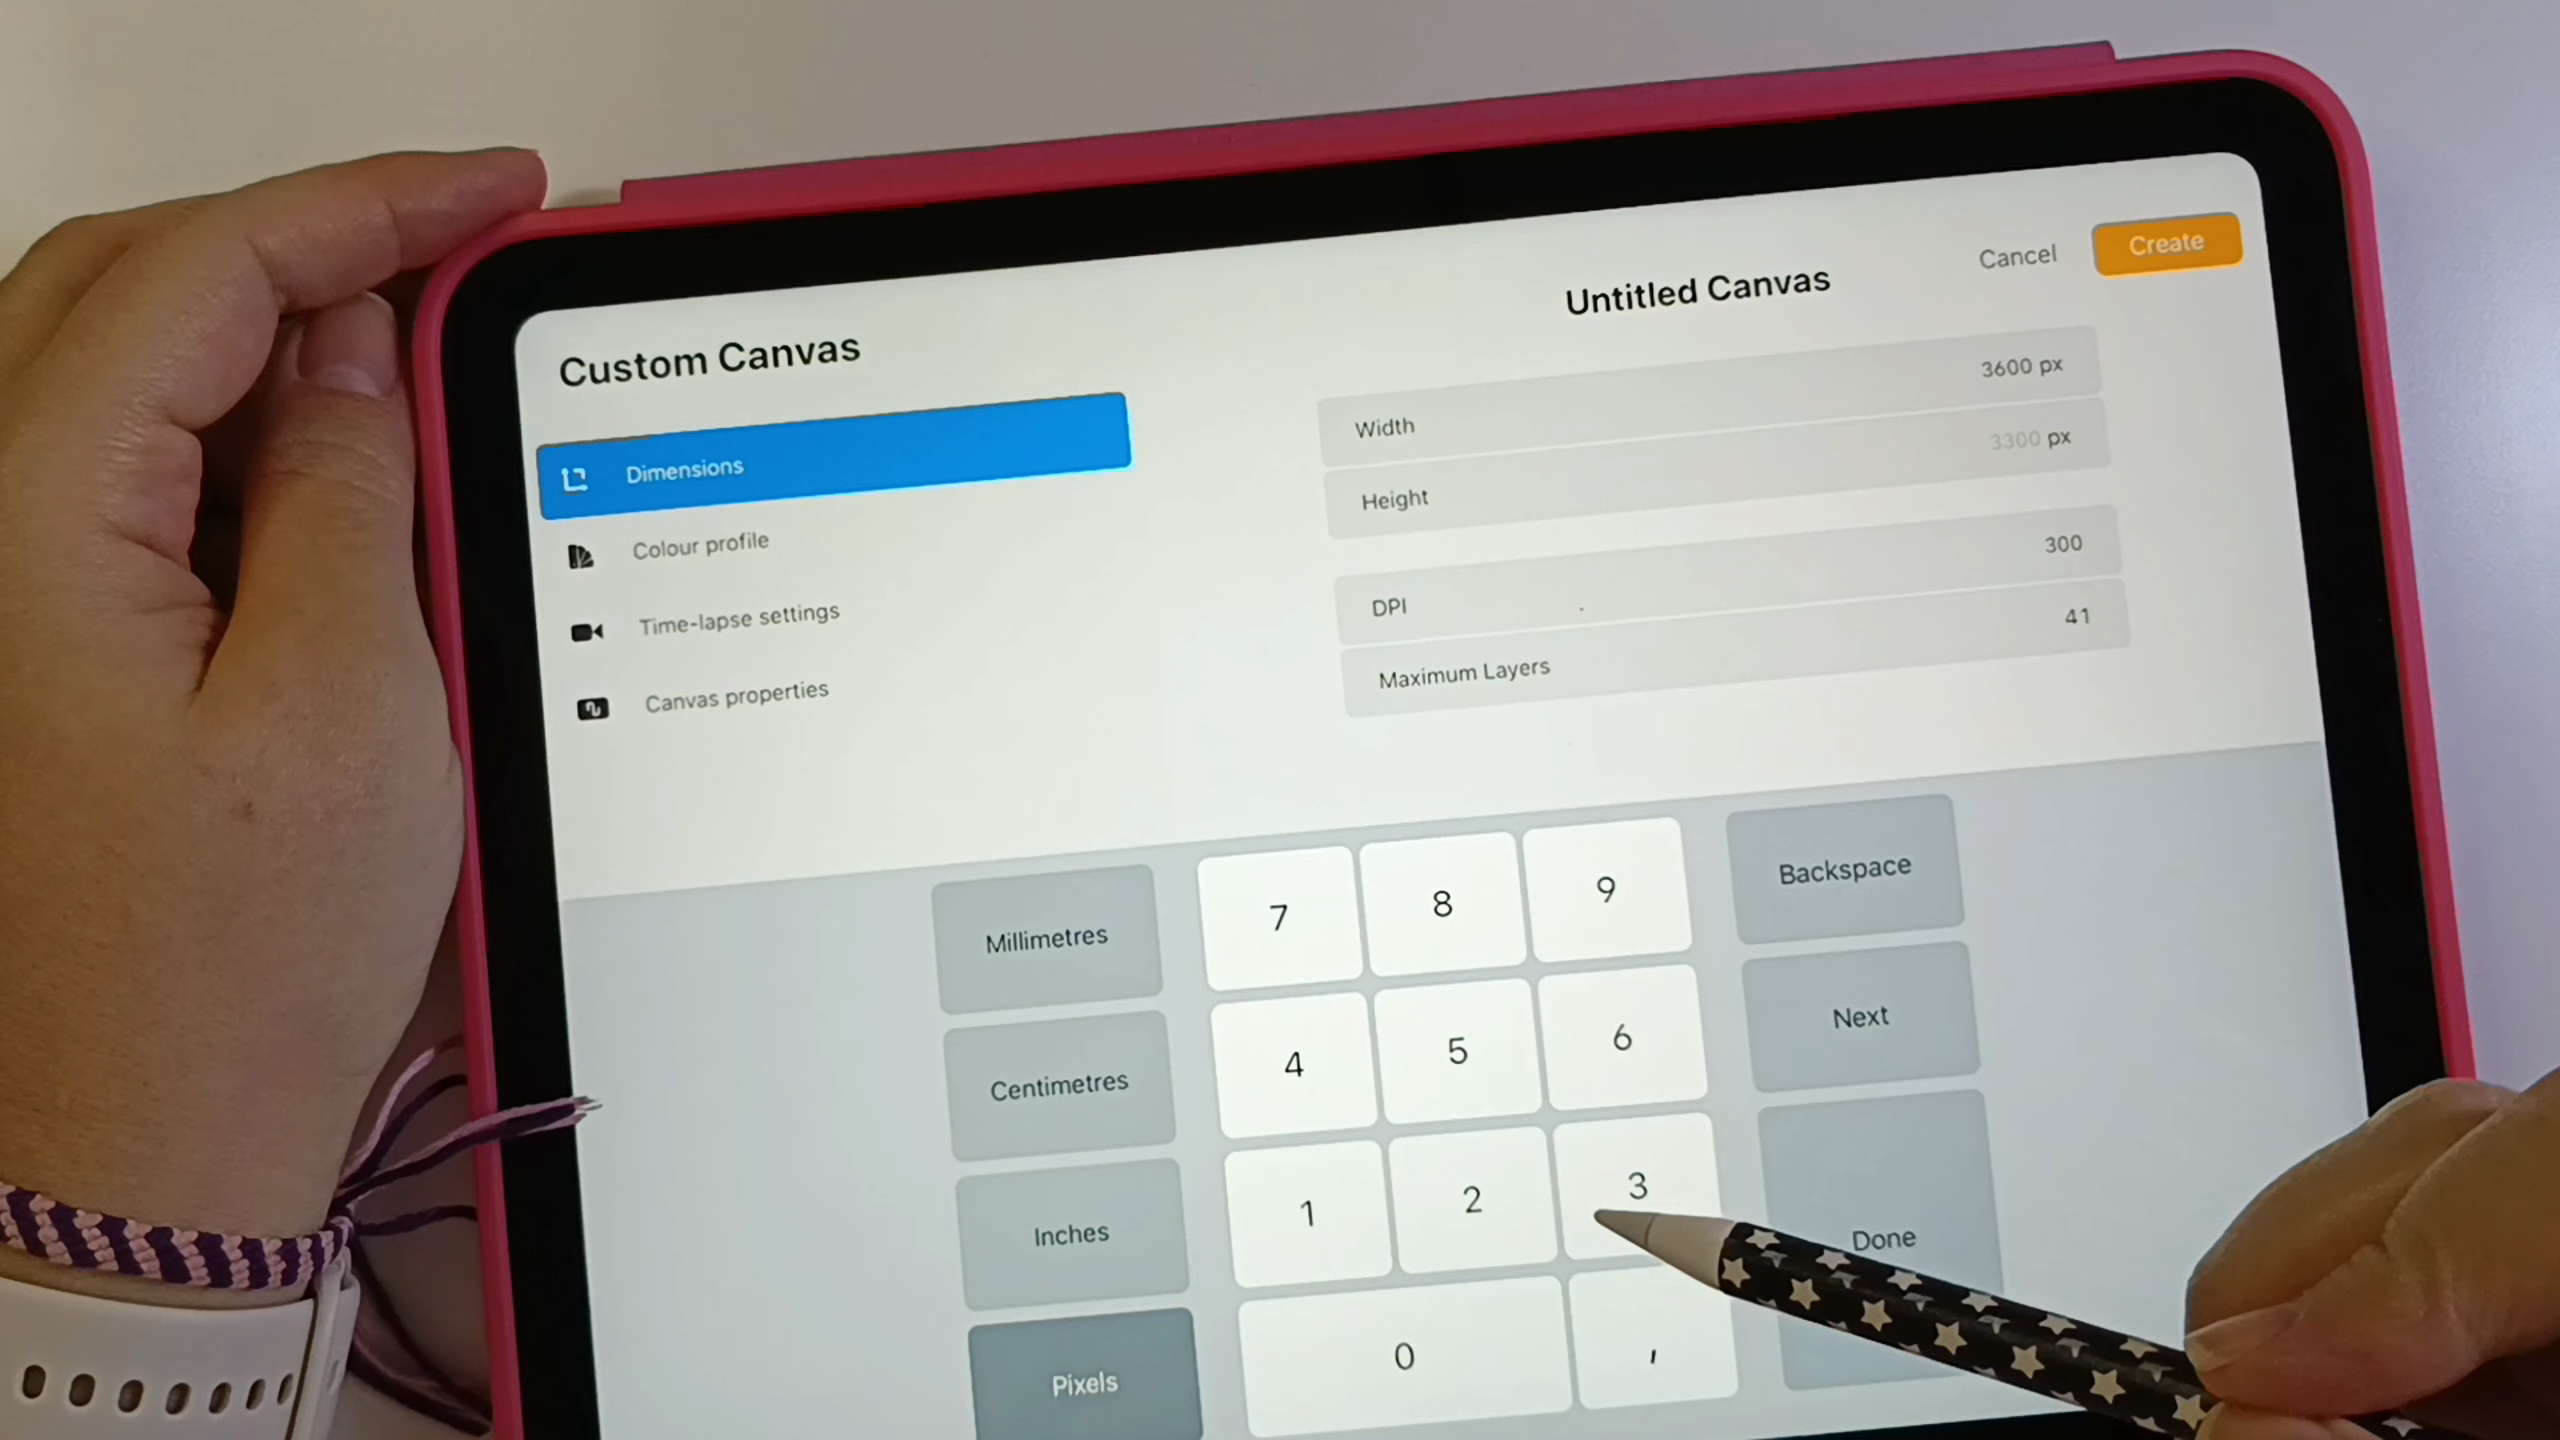 Cancel
Create
Untitled Canvas
Custom Canvas
Dimensions
Colour profile
Time-lapse settings
Canvas properties
Width 3600 px
Height 3300 px
DPI 300
Maximum Layers 41
Millimetres 7 8 9 Backspace
Centimetres 4 5 6 Next
Inches 1 2 3 Done
Pixels 0 ,